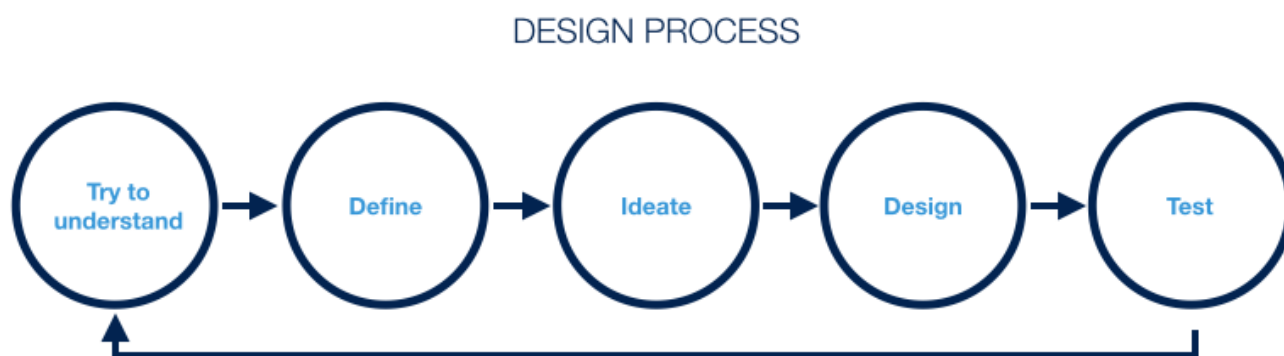 DESIGN PROCESS
Try to
understand
Define
Ideate
Design
Test